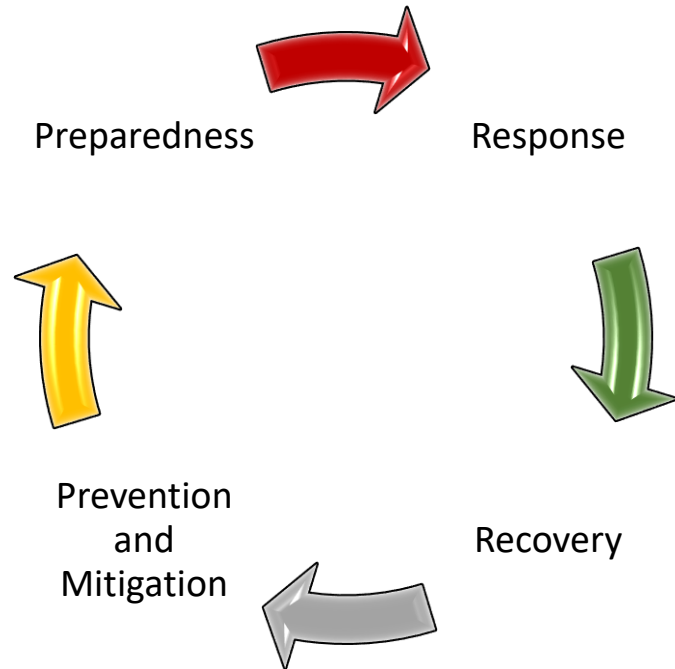 Preparedness
Response
Prevention
and
Mitigation
Recovery